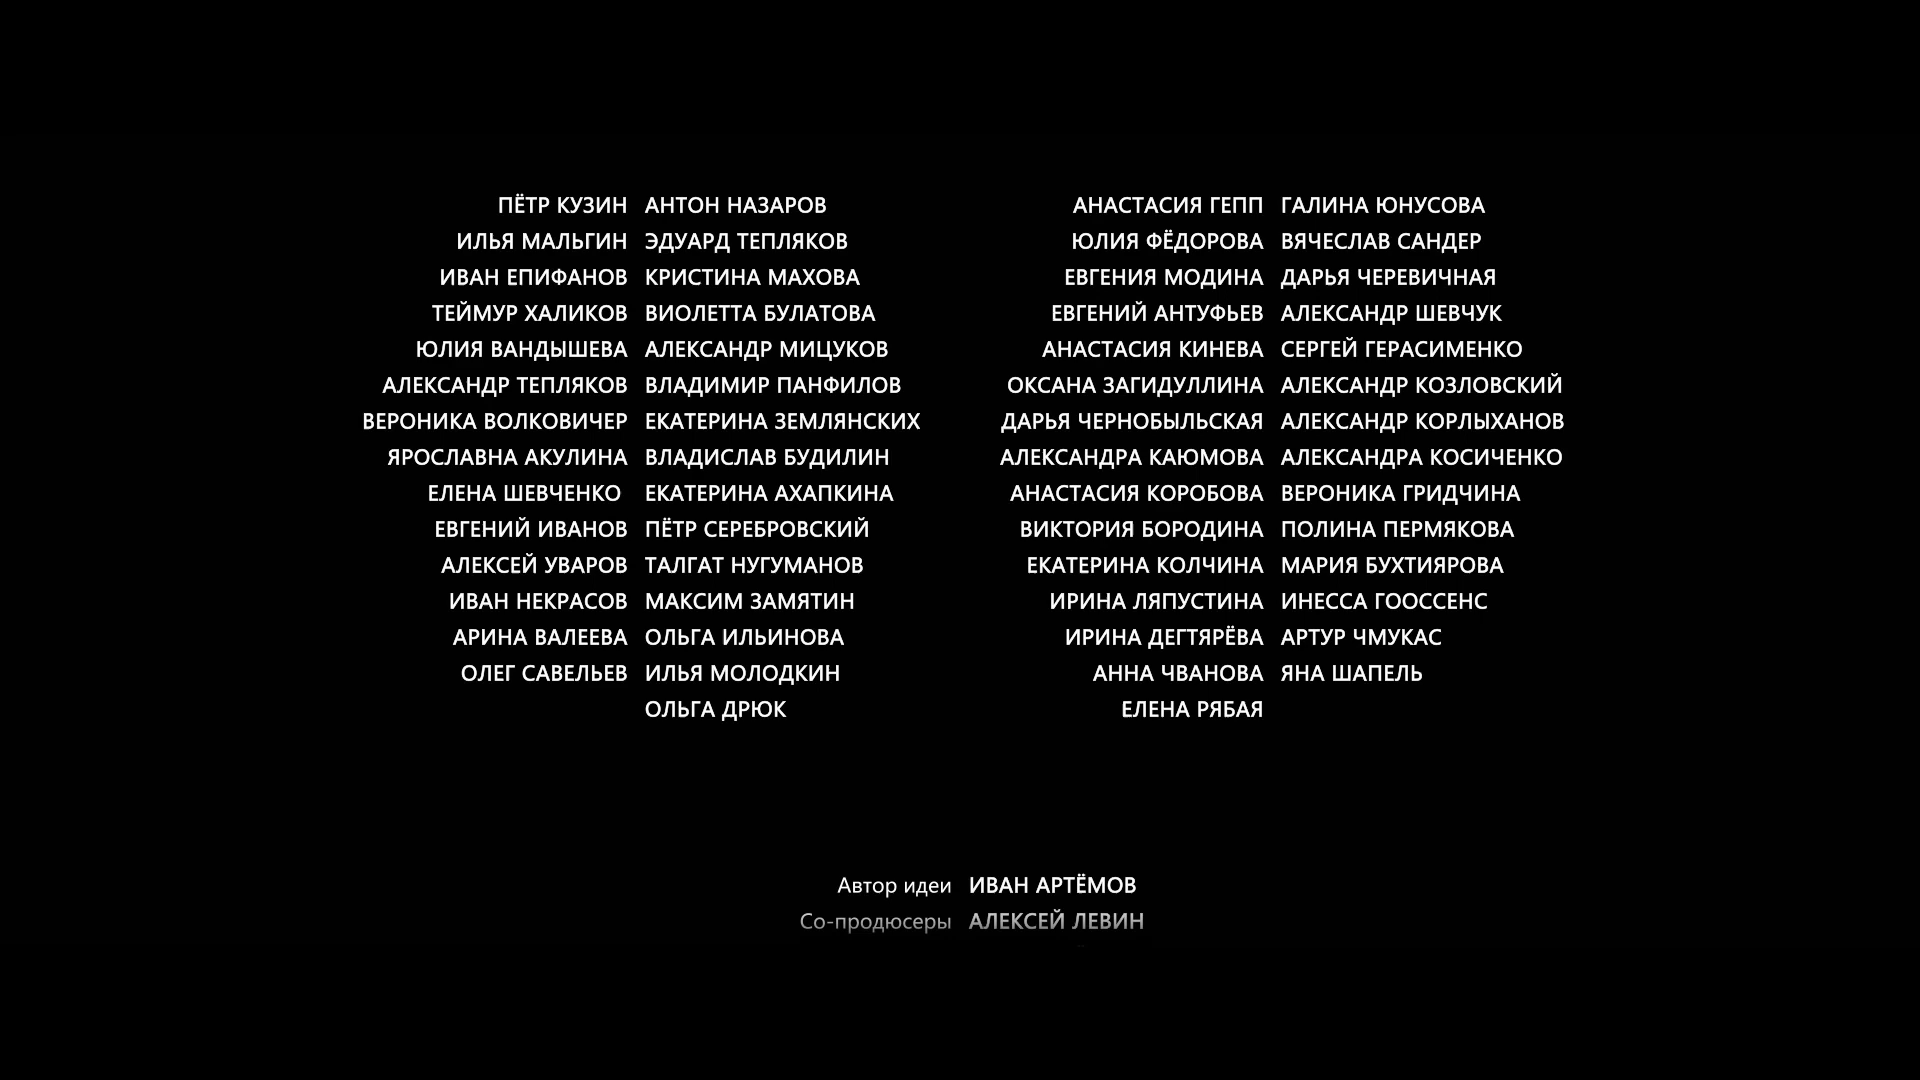 ПЁТР КУЗИН АНТОН НАЗАРОВ
ИЛЬЯ МАЛЬГИН ЭДУАРД ТЕПЛЯКОВ
ИВАН ЕПИФАНОВ КРИСТИНА МАХОВА
ТЕЙМУР ХАЛИКОВ ВИОЛЕТТА БУЛАТОВА
ЮЛИЯ ВАНДЫШЕВА АЛЕКСАНДР МИЦУКОВ
АЛЕКСАНДР ТЕПЛЯКОВ ВЛАДИМИР ПАНФИЛОВ
ВЕРОНИКА ВОЛКОВИЧЕР ЕКАТЕРИНА ЗЕМЛЯНСКИХ
ЯРОСЛАВНА АКУЛИНА ВЛАДИСЛАВ БУДИЛИН
ЕЛЕНА ШЕВЧЕНКО ЕКАТЕРИНА АХАПКИНА
ЕВГЕНИЙ ИВАНОВ ПЁТР СЕРЕБРОВСКИЙ
АЛЕКСЕЙ УВАРОВ ТАЛГАТ НУГУМАНОВ
ИВАН НЕКРАСОВ МАКСИМ ЗАМЯТИН
АРИНА ВАЛЕЕВА ОЛЬГА ИЛЬИНОВА
ОЛЕГ САВЕЛЬЕВ ИЛЬЯ МОЛОДКИН
ОЛЬГА ДРЮК
АНАСТАСИЯ ГЕПП ГАЛИНА ЮНУСОВА
ЮЛИЯ ФЁДОРОВА ВЯЧЕСЛАВ САНДЕР
ЕВГЕНИЯ МОДИНА ДАРЬЯ ЧЕРЕВИЧНАЯ
ЕВГЕНИЙ АНТУФЬЕВ АЛЕКСАНДР ШЕВЧУК
АНАСТАСИЯ КИНЕВА СЕРГЕЙ ГЕРАСИМЕНКО
ОКСАНА ЗАГИДУЛЛИНА АЛЕКСАНДР КОЗЛОВСКИЙ
ДАРЬЯ ЧЕРНОБЫЛЬСКАЯ АЛЕКСАНДР КОРЛЫХАНОВ
АЛЕКСАНДРА КАЮМОВА АЛЕКСАНДРА КОСИЧЕНКО
АНАСТАСИЯ КОРОБОВА ВЕРОНИКА ГРИДЧИНА
ВИКТОРИЯ БОРОДИНА ПОЛИНА ПЕРМЯКОВА
ЕКАТЕРИНА КОЛЧИНА МАРИЯ БУХТИЯРОВА
ИРИНА ЛЯПУСТИНА ИНЕССА ГООССЕНС
ИРИНА ДЕГТЯРЁВА АРТУР ЧМУКАС
АННА ЧВАНОВА ЯНА ШАПЕЛЬ
ЕЛЕНА РЯБАЯ
Автор идеи ИВАН АРТЁМОВ
Со-продюсеры АЛЕКСЕЙ ЛЕВИН